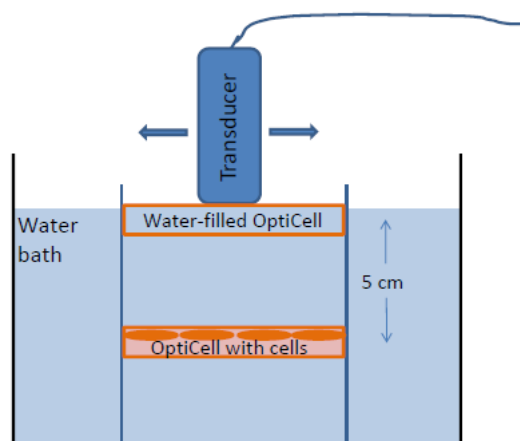 Transducer
Water-filled OptiCell
Water
bath
5 cm
OptiCell with cells